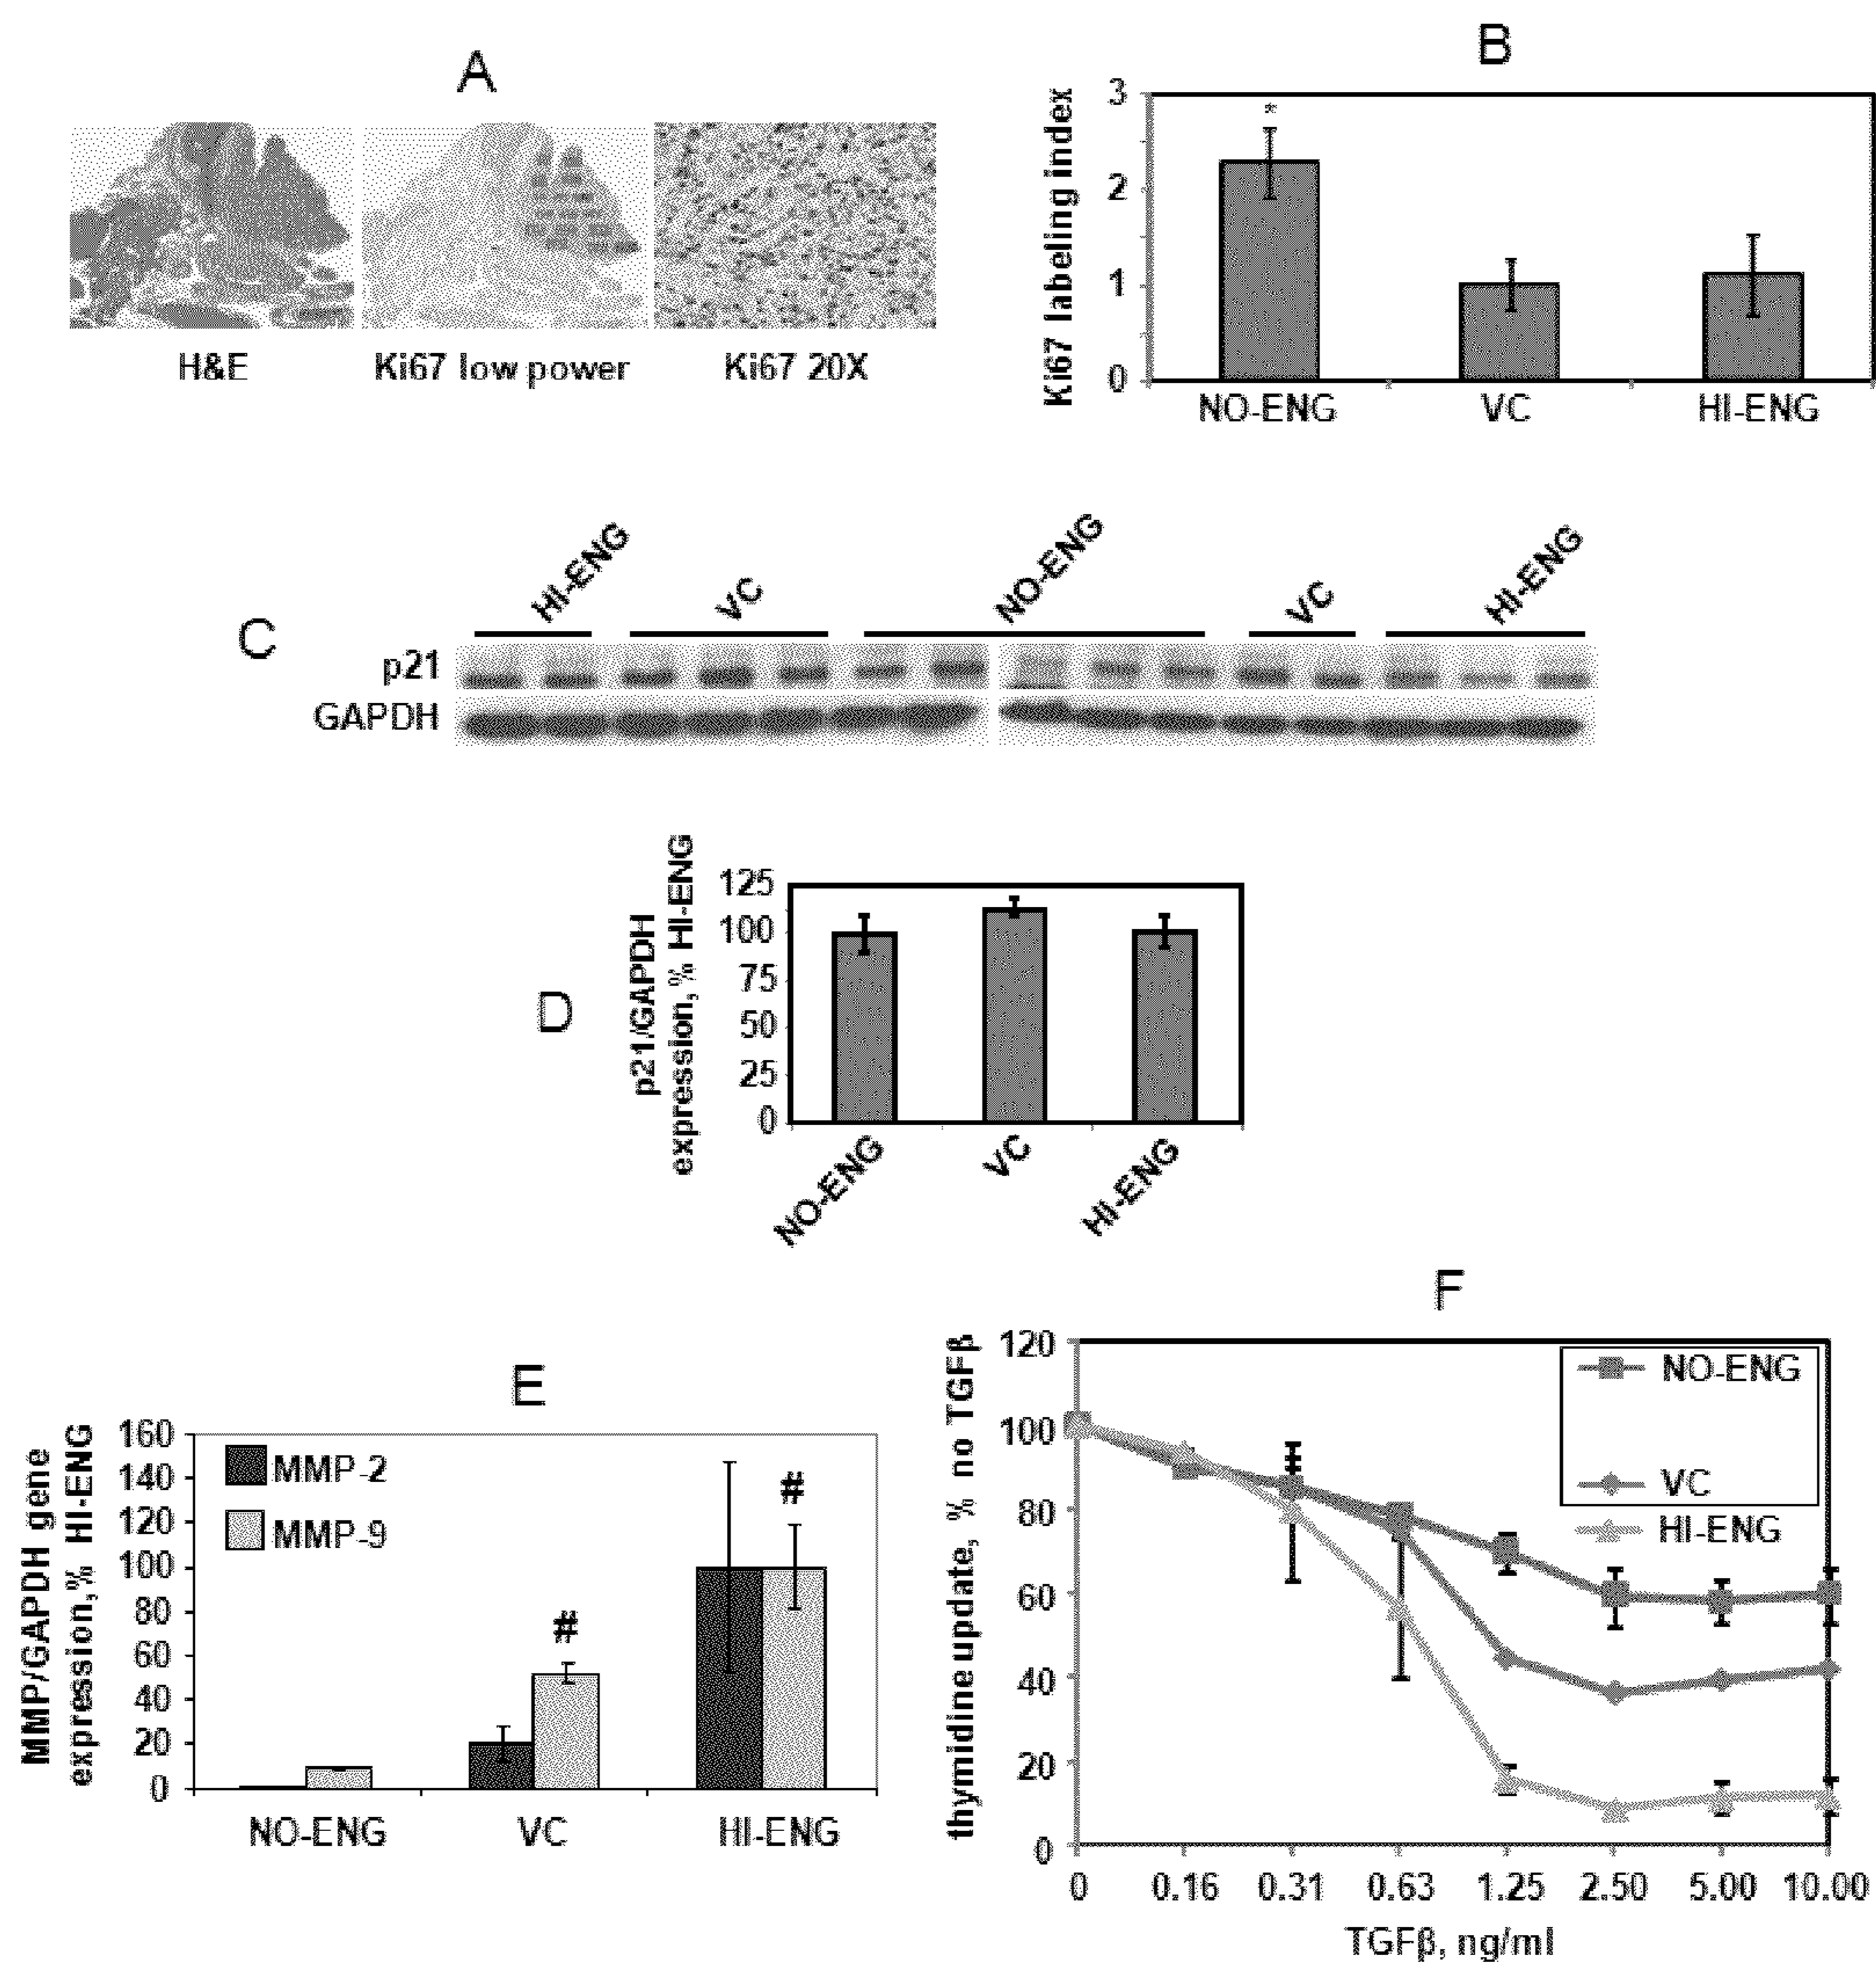 A
H&E
Ki67 low power
Ki67 20X
B
Ki67 labeling index
3
2
1
0
*
NO-ENG
VC
HI-ENG
C
HI-ENG
VC
NO-ENG
VC
HI-ENG
p21
GAPDH
D
p21/GAPDH
expression,% HI-ENG
125
100
75
50
25
0
NO-ENG
VC
HI-ENG
E
MMP/GAPDH gene
expression,% HI-ENG
160
140
120
100
80
60
40
20
0
MMP-2
MMP-9
#
#
NO-ENG
VC
HI-ENG
F
thymidine update, % no TGFβ
120
100
80
60
40
20
0
NO-ENG
VC
HI-ENG
0
0.16
0.31
0.63
1.25
2.50
5.00
10.00
TGFβ, ng/ml